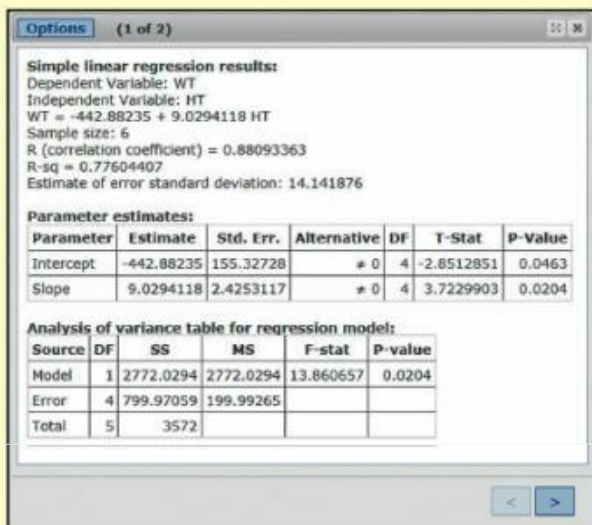 Options (1 of 2)
Simple linear regression results:
Dependent Variable: WT
Independent Variable: HT
WT = -442.88235 + 9.0294118 HT
Sample size: 6
R (correlation coefficient) = 0.88093363
R-sq = 0.77604407
Estimate of error standard deviation: 14.141876
Parameter estimates:
Parameter Estimate Std. Err. Alternative DF T-Stat P-Value
Intercept -442.88235 155.32728 ≠ 0 4 -2.8512851 0.0463
Slope 9.0294118 2.4253117 ≠ 0 4 3.7229903 0.0204
Analysis of variance table for regression model:
Source DF SS MS F-stat P-value
Model 1 2772.0294 2772.0294 13.860657 0.0204
Error 4 799.97059 199.99265
Total 5 3572
< >